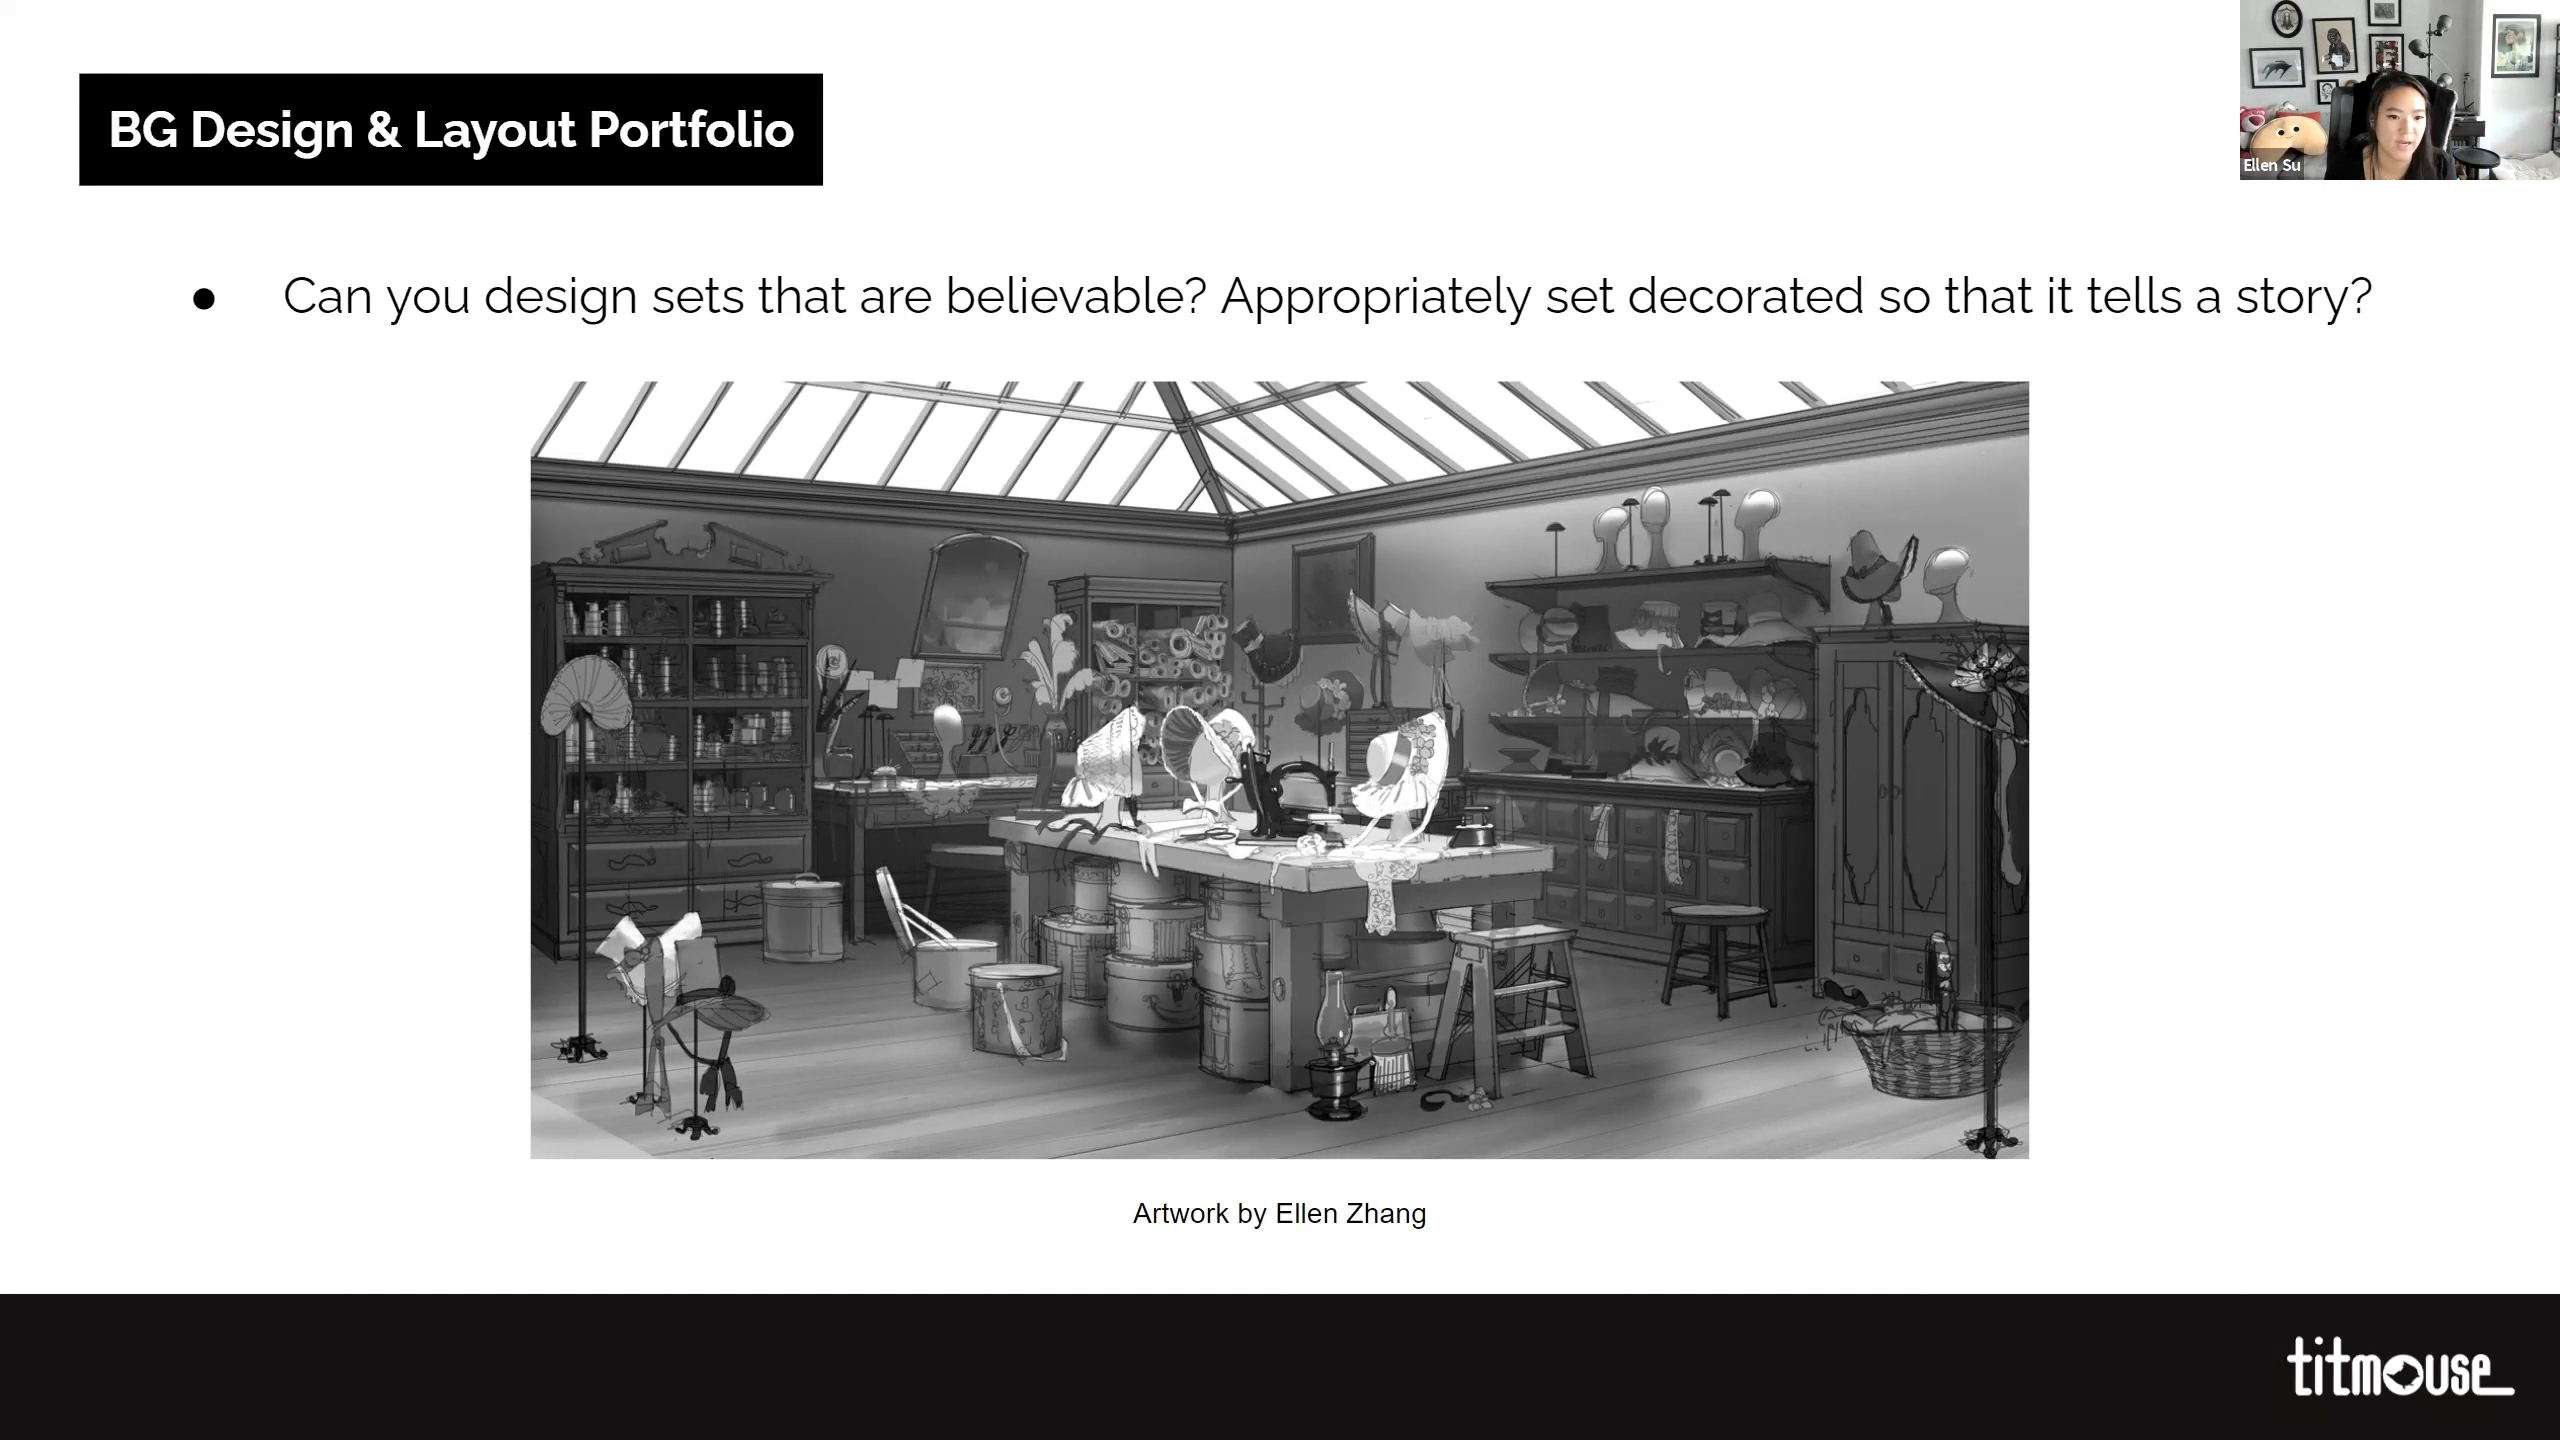 BG Design & Layout Portfolio
Ellen Su
● Can you design sets that are believable? Appropriately set decorated so that it tells a story?
Artwork by Ellen Zhang
titmouse